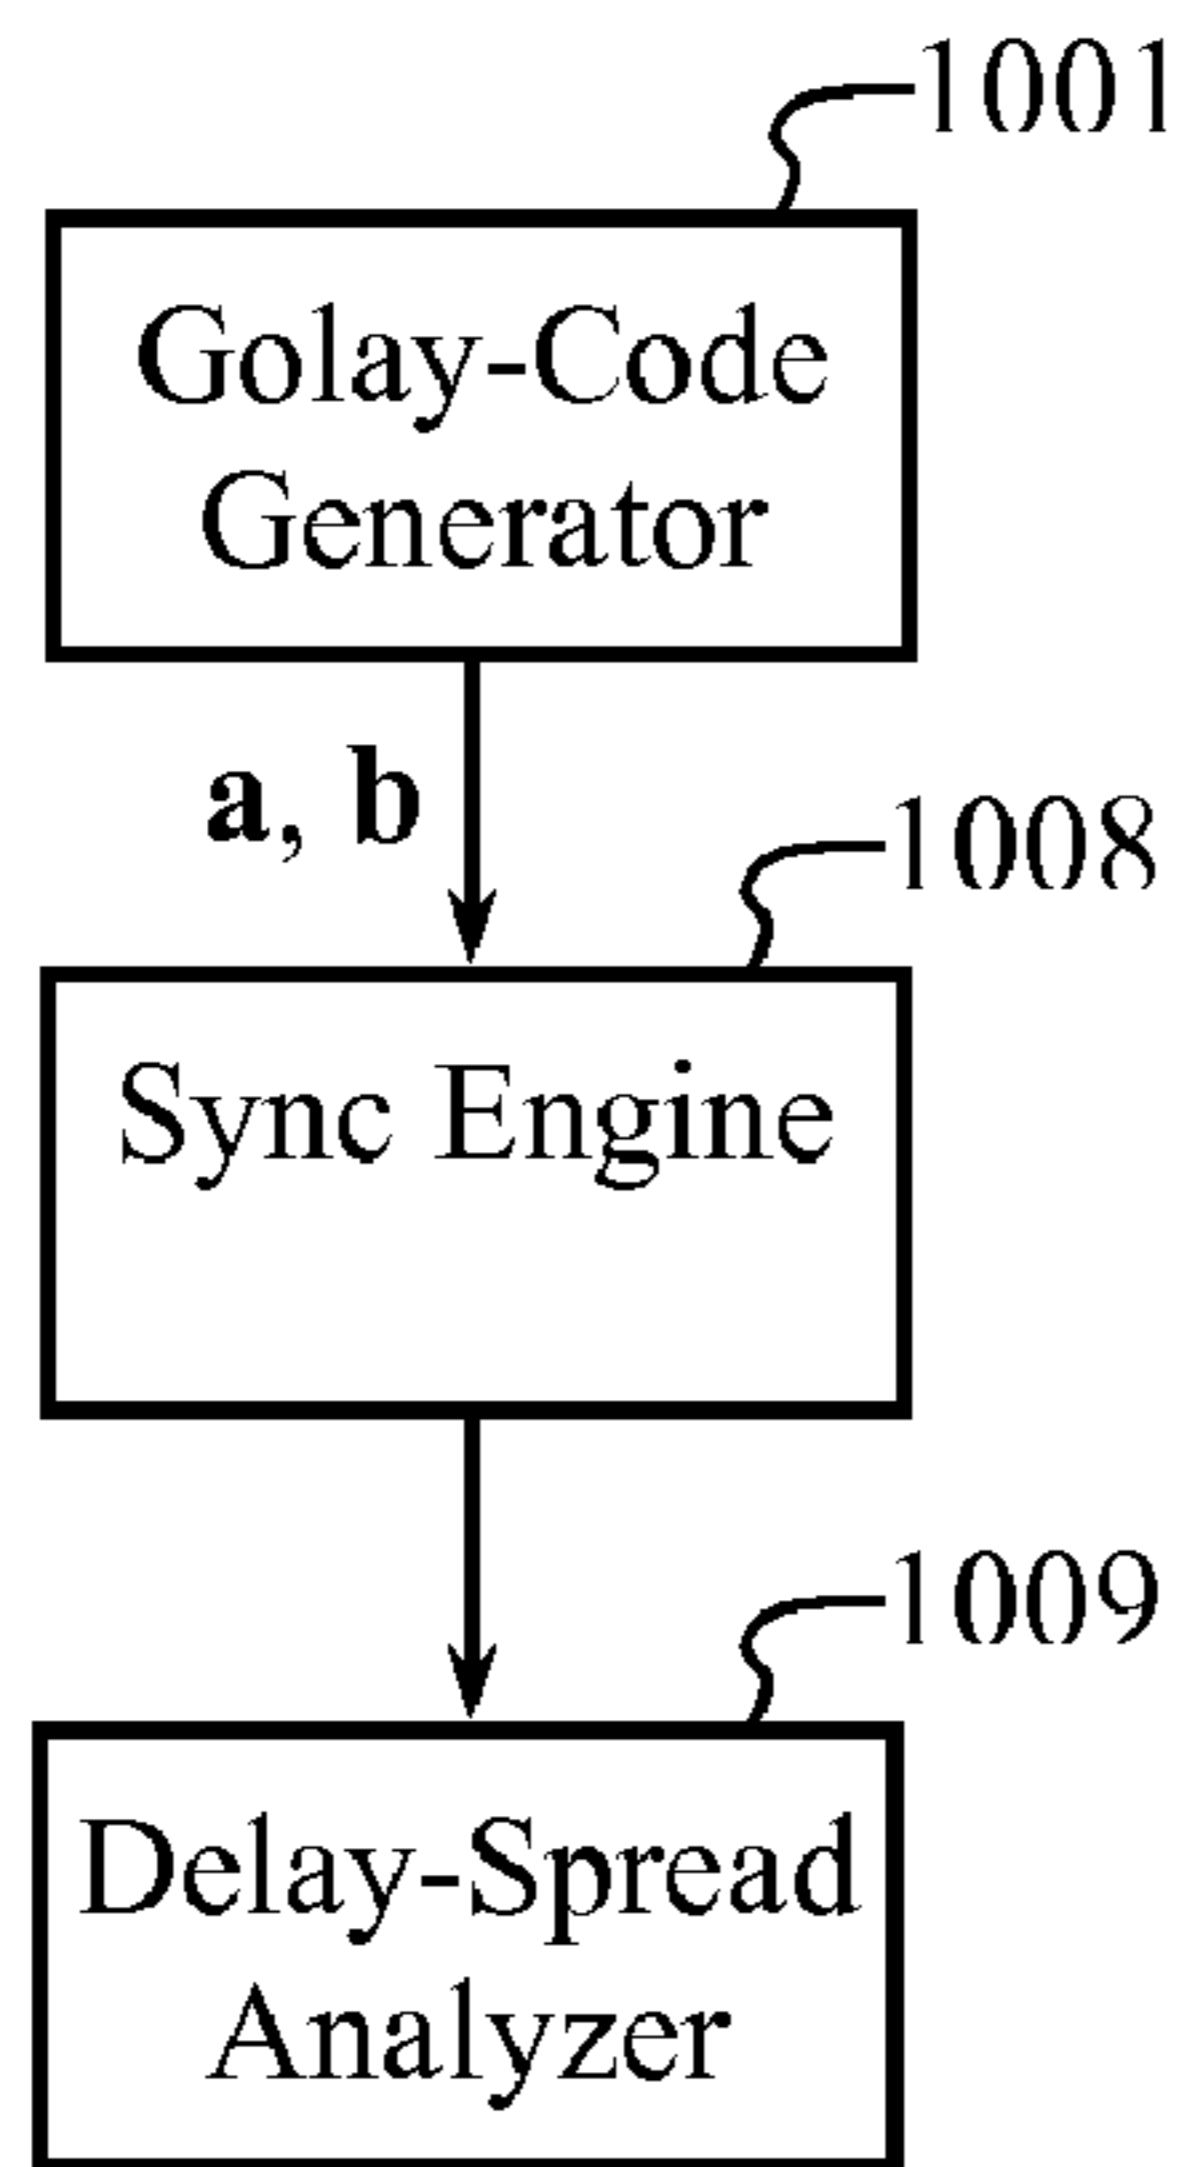 1001
Golay-Code
Generator
a, b
1008
Sync Engine
1009
Delay-Spread
Analyzer